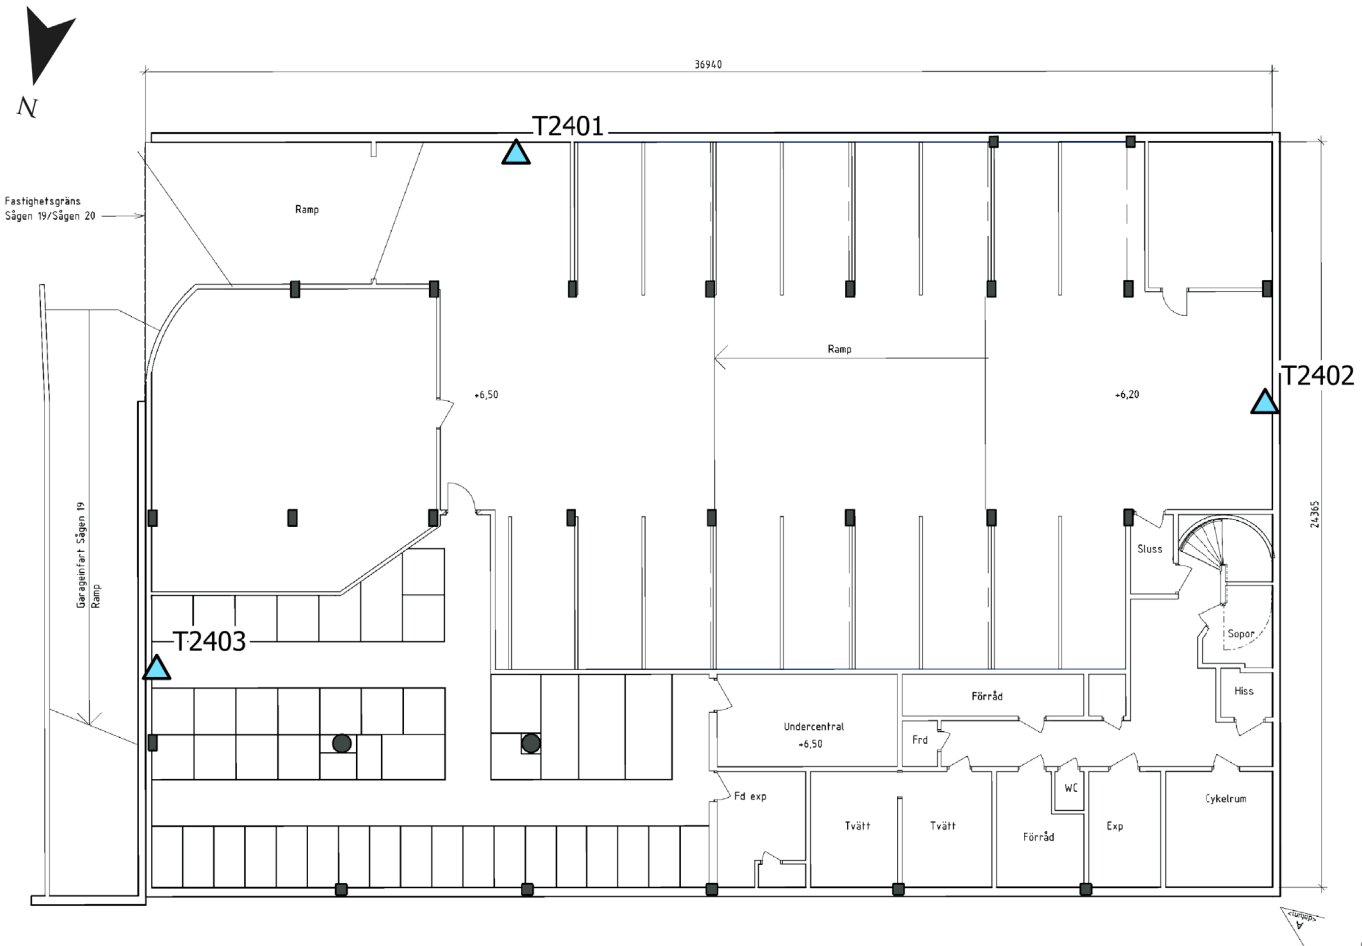 N
36940
T2401
Fastighetsgräns
Sågen 19/Sågen 20
Ramp
Ramp
+6,50
+6,20
T2402
24365
Garageinfart Sågen 19
Ramp
Sluss
T2403
Sopor
Hiss
Förråd
Undercentral
+6,50
Frd
Fd exp
WC
Cykelrum
Tvätt
Tvätt
Förråd
Exp
<datum>
A